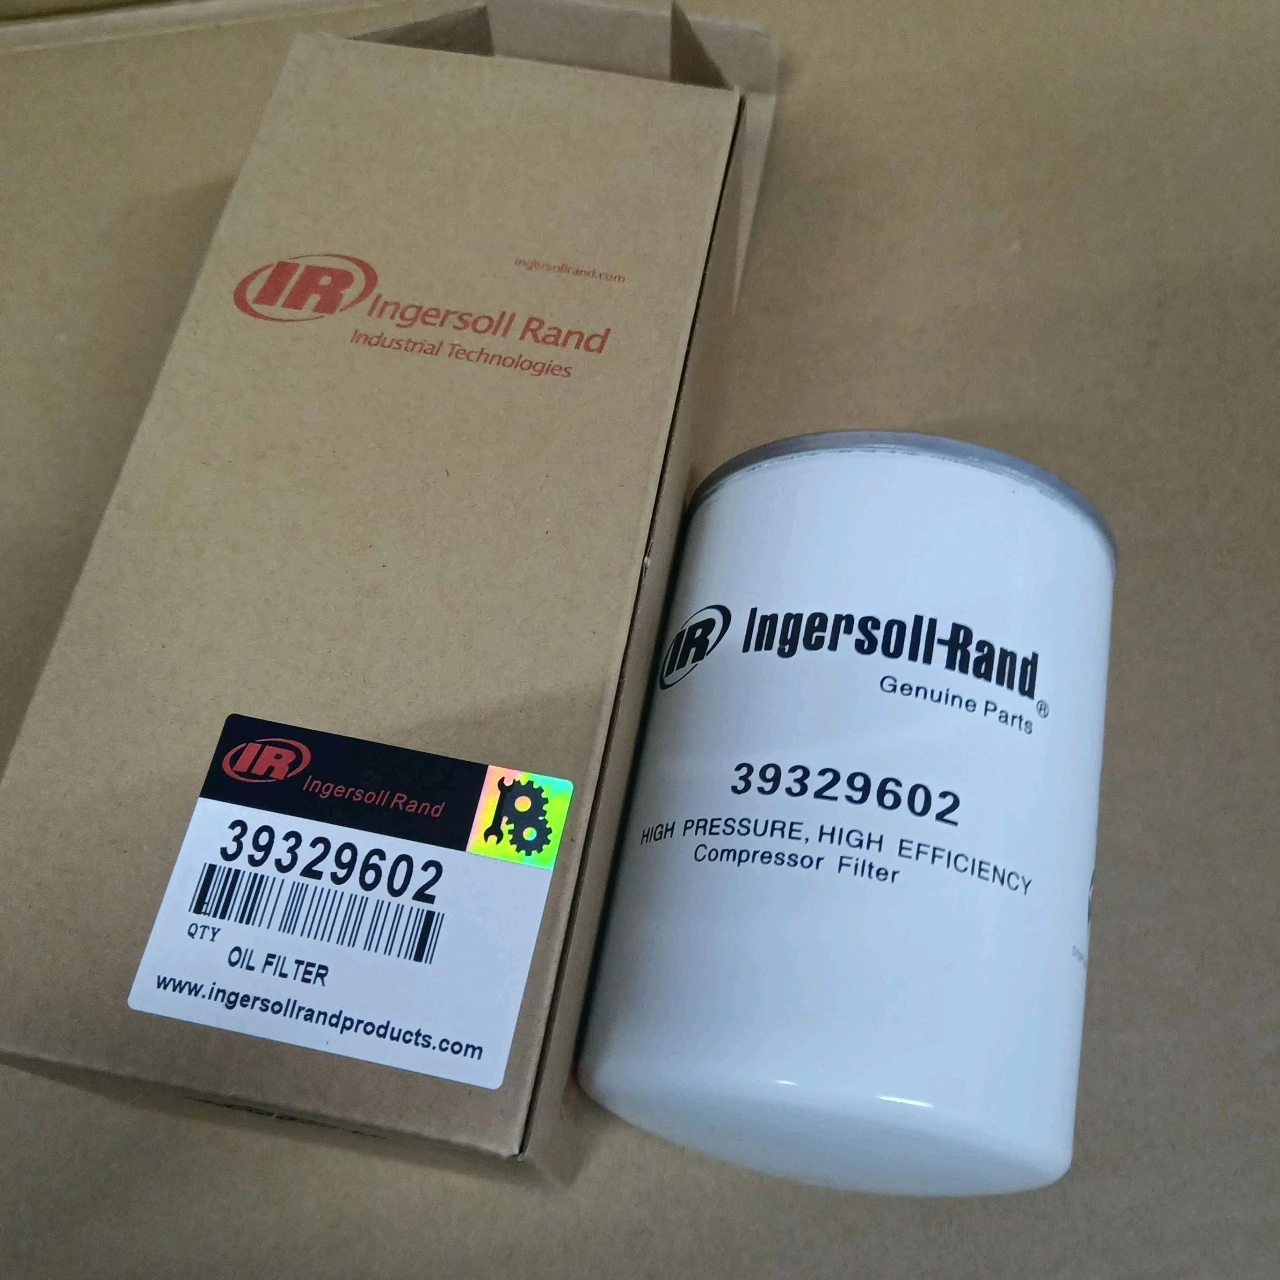 ingersollrand.com
IR Ingersoll Rand
Industrial Technologies
IR Ingersoll Rand
39329602
QTY
OIL FILTER
www.ingersollrandproducts.com
IR Ingersoll-Rand®
Genuine Parts
39329602
HIGH PRESSURE, HIGH EFFICIENCY
Compressor Filter